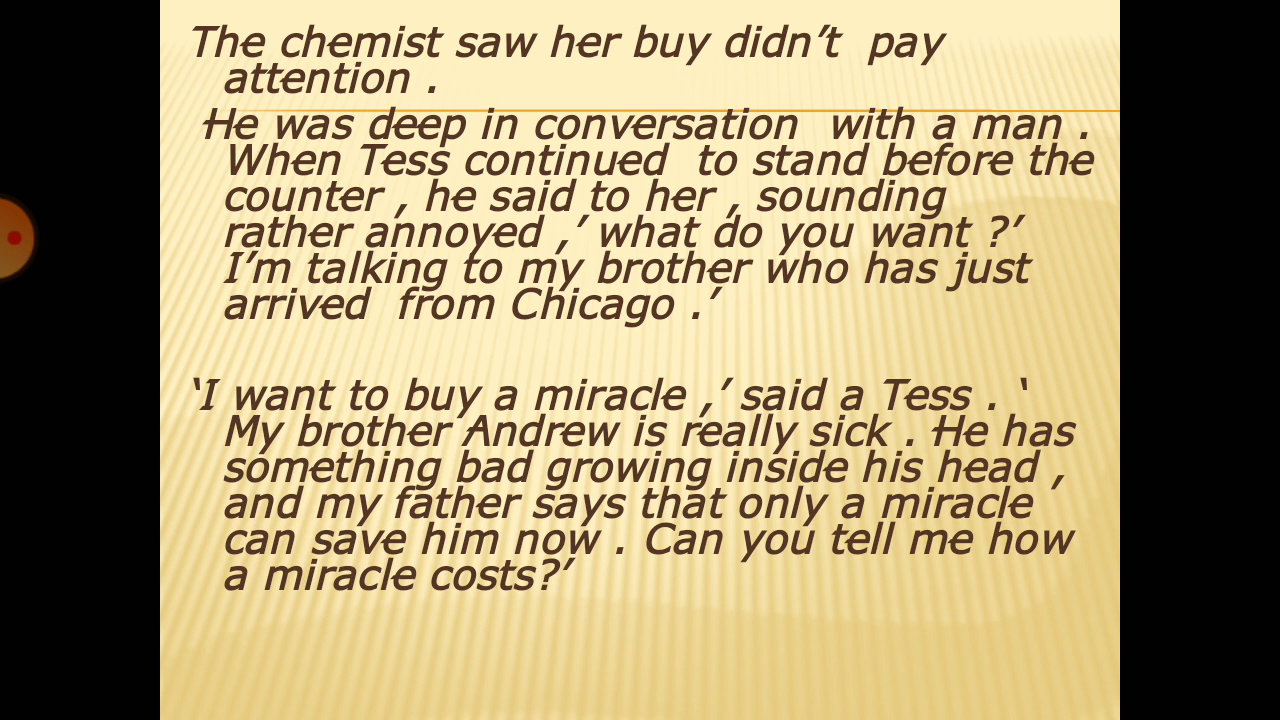 The chemist saw her buy didn’t pay
attention .
He was deep in conversation with a man .
When Tess continued to stand before the
counter , he said to her , sounding
rather annoyed ,’ what do you want ?’
I’m talking to my brother who has just
arrived from Chicago .’
‘I want to buy a miracle ,’ said a Tess . ‘
My brother Andrew is really sick . He has
something bad growing inside his head ,
and my father says that only a miracle
can save him now . Can you tell me how
a miracle costs?’